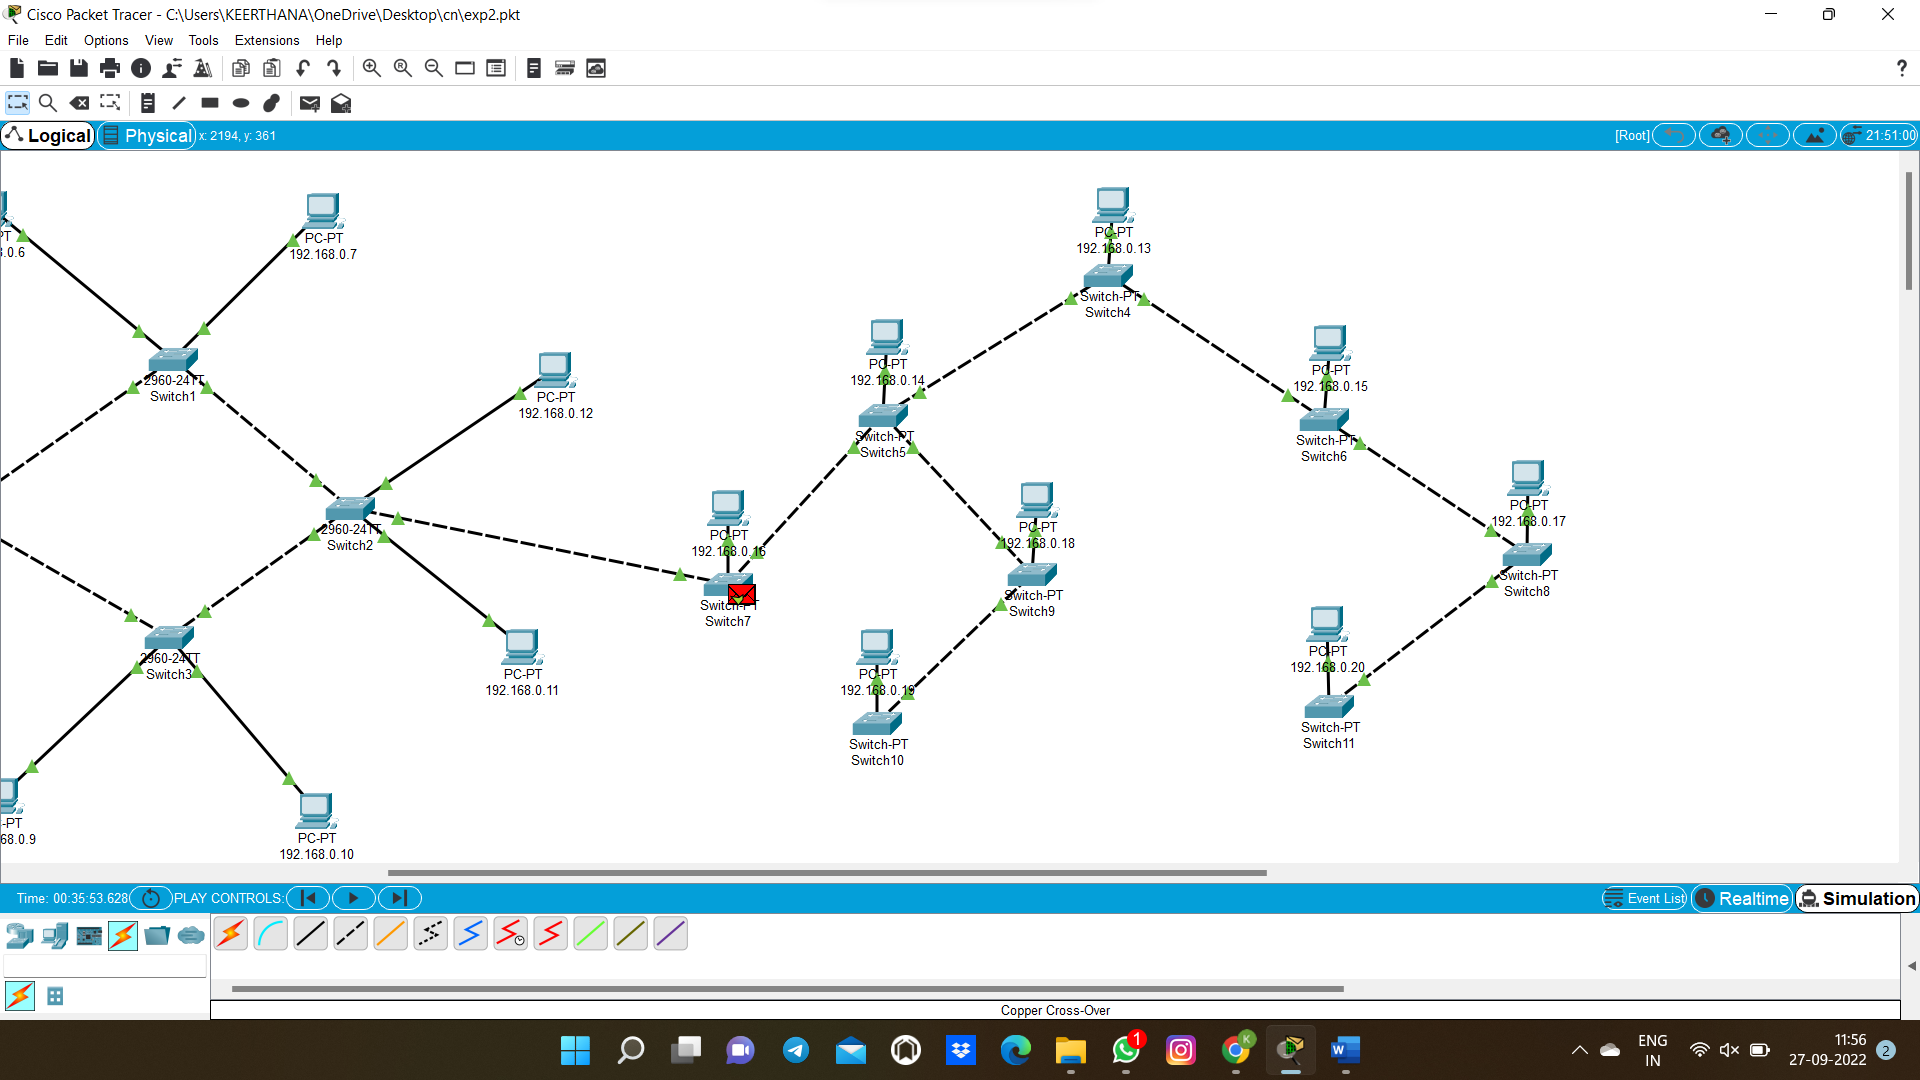 Cisco Packet Tracer - C:\Users\KEERTHANA\OneDrive\Desktop\cn\exp2.pkt
File Edit Options View Tools Extensions Help
?
Logical Physical x: 2194, y: 361 [Root] 21:51:00
PT
.0.6
PC-PT
192.168.0.7
PC-PT
192.168.0.13
Switch-PT
Switch4
PC-PT
192.168.0.14
PC-PT
192.168.0.15
2960-24TT
Switch1
PC-PT
192.168.0.12
Switch-PT
Switch5
Switch-PT
Switch6
PC-PT
192.168.0.17
2960-24TT
Switch2
PC-PT
192.168.0.16
PC-PT
192.168.0.18
Switch-PT
Switch7
Switch-PT
Switch9
Switch-PT
Switch8
2960-24TT
Switch3
PC-PT
192.168.0.11
PC-PT
192.168.0.19
PC-PT
192.168.0.20
Switch-PT
Switch10
Switch-PT
Switch11
-PT
68.0.9
PC-PT
192.168.0.10
Time: 00:35:53.628 PLAY CONTROLS: Event List Realtime Simulation
Copper Cross-Over
1
K
ENG
IN
11:56
27-09-2022
2